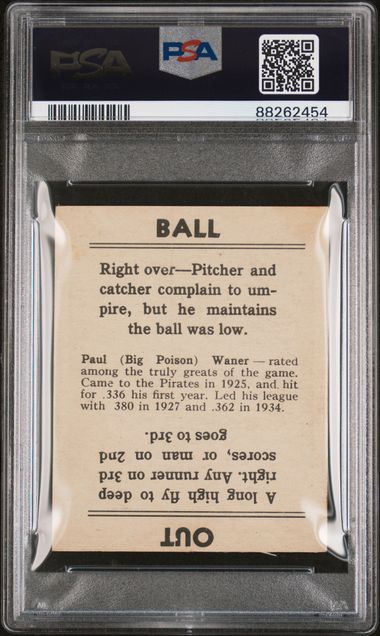 PSA
PSA
88262454
BALL
Right over—Pitcher and
catcher complain to um-
pire, but he maintains
the ball was low.
Paul (Big Poison) Waner — rated
among the truly greats of the game.
Came to the Pirates in 1925, and hit
for .336 his first year. Led his league
with .380 in 1927 and .362 in 1934.
OUT
A long high fly to deep
right. Any runner on 3rd
scores, or man on 2nd
goes to 3rd.